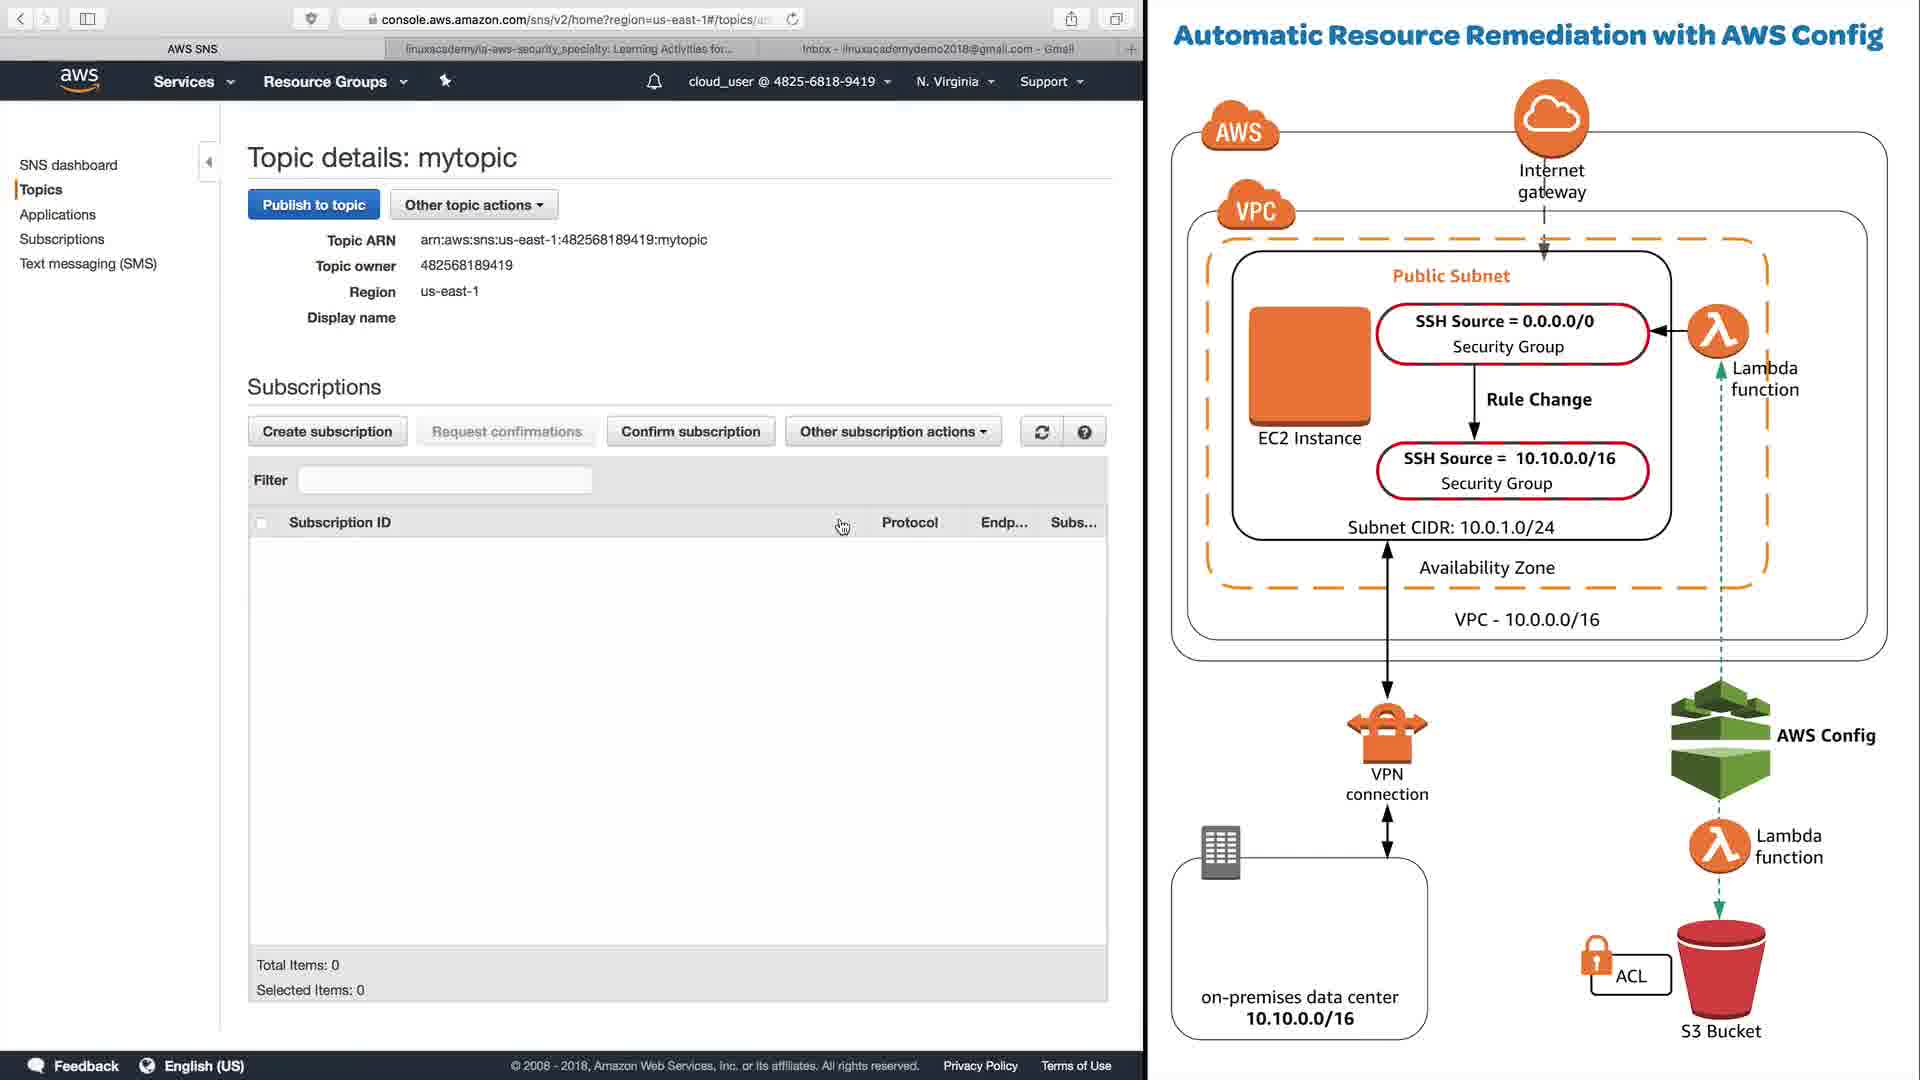 console.aws.amazon.com/sns/v2/home?region=us-east-1#/topics/
AWS SNS
linuxacademy/la-aws-security_specialty: Learning Activities for...
Inbox - linuxacademydemo2018@gmail.com - Gmail
aws
Services
Resource Groups
cloud_user @ 4825-6818-9419
N. Virginia
Support
SNS dashboard
Topics
Applications
Subscriptions
Text messaging (SMS)
Topic details: mytopic
Publish to topic
Other topic actions
Topic ARN arn:aws:sns:us-east-1:482568189419:mytopic
Topic owner 482568189419
Region us-east-1
Display name
Subscriptions
Create subscription
Request confirmations
Confirm subscription
Other subscription actions
Filter
Subscription ID
Protocol
Endp...
Subs...
Total Items: 0
Selected Items: 0
Feedback
English (US)
© 2008 - 2018, Amazon Web Services, Inc. or its affiliates. All rights reserved.
Privacy Policy
Terms of Use
Automatic Resource Remediation with AWS Config
AWS
Internet
gateway
VPC
Public Subnet
SSH Source = 0.0.0.0/0
Security Group
Lambda
function
Rule Change
EC2 Instance
SSH Source = 10.10.0.0/16
Security Group
Subnet CIDR: 10.0.1.0/24
Availability Zone
VPC - 10.0.0.0/16
AWS Config
VPN
connection
Lambda
function
ACL
on-premises data center
10.10.0.0/16
S3 Bucket